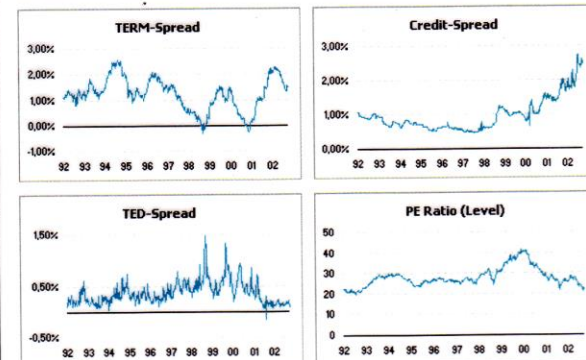 TERM-Spread
3,00%
2,00%
1,00%
0,00%
-1,00%
92 93 94 95 96 97 98 99 00 01 02
Credit-Spread
3,00%
2,00%
1,00%
0,00%
92 93 94 95 96 97 98 99 00 01 02
TED-Spread
1,50%
0,50%
-0,50%
92 93 94 95 96 97 98 99 00 01 02
PE Ratio (Level)
50
40
30
20
10
0
92 93 94 95 96 97 98 99 00 01 02